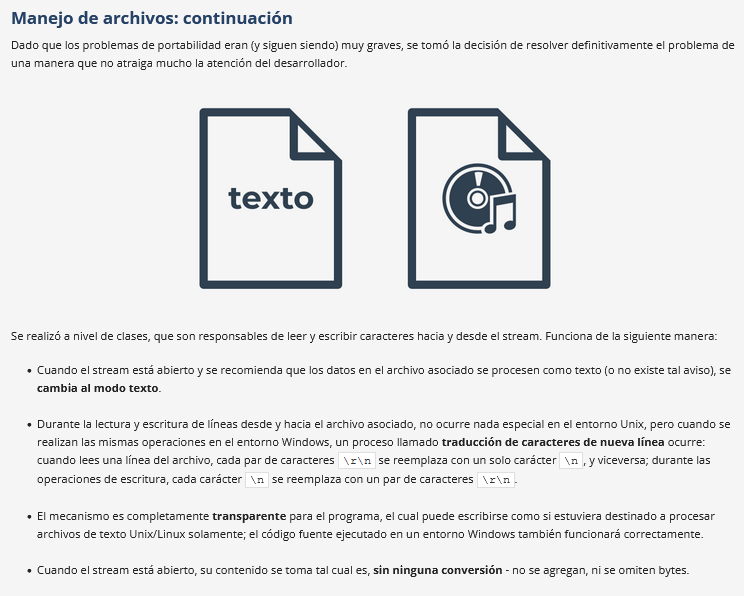 Manejo de archivos: continuación
Dado que los problemas de portabilidad eran (y siguen siendo) muy graves, se tomó la decisión de resolver definitivamente el problema de
una manera que no atraiga mucho la atención del desarrollador.
texto
Se realizó a nivel de clases, que son responsables de leer y escribir caracteres hacia y desde el stream. Funciona de la siguiente manera:
• Cuando el stream está abierto y se recomienda que los datos en el archivo asociado se procesen como texto (o no existe tal aviso), se
cambia al modo texto.
• Durante la lectura y escritura de líneas desde y hacia el archivo asociado, no ocurre nada especial en el entorno Unix, pero cuando se
realizan las mismas operaciones en el entorno Windows, un proceso llamado traducción de caracteres de nueva línea ocurre:
cuando lees una línea del archivo, cada par de caracteres \r\n se reemplaza con un solo carácter \n , y viceversa; durante las
operaciones de escritura, cada carácter \n se reemplaza con un par de caracteres \r\n .
• El mecanismo es completamente transparente para el programa, el cual puede escribirse como si estuviera destinado a procesar
archivos de texto Unix/Linux solamente; el código fuente ejecutado en un entorno Windows también funcionará correctamente.
• Cuando el stream está abierto, su contenido se toma tal cual es, sin ninguna conversión - no se agregan, ni se omiten bytes.